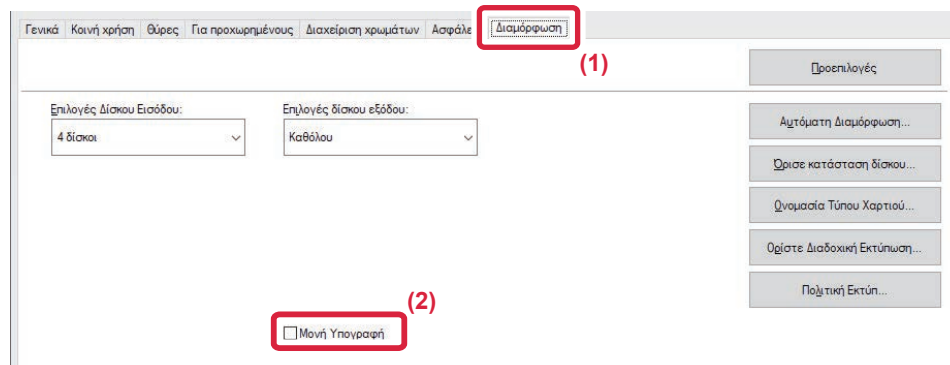 Γενικά Κοινή χρήση Θύρες Για προχωρημένους Διαχείριση χρωμάτων Ασφάλε Διαμόρφωση
(1)
Προεπιλογές
Επιλογές Δίσκου Εισόδου: Επιλογές δίσκου εξόδου:
4 δίσκοι Καθόλου
Αυτόματη Διαμόρφωση...
Όρισε κατάσταση δίσκου...
Ονομασία Τύπου Χαρτιού...
Ορίστε Διαδοχική Εκτύπωση...
Πολιτική Εκτύπ...
(2)
Μονή Υπογραφή